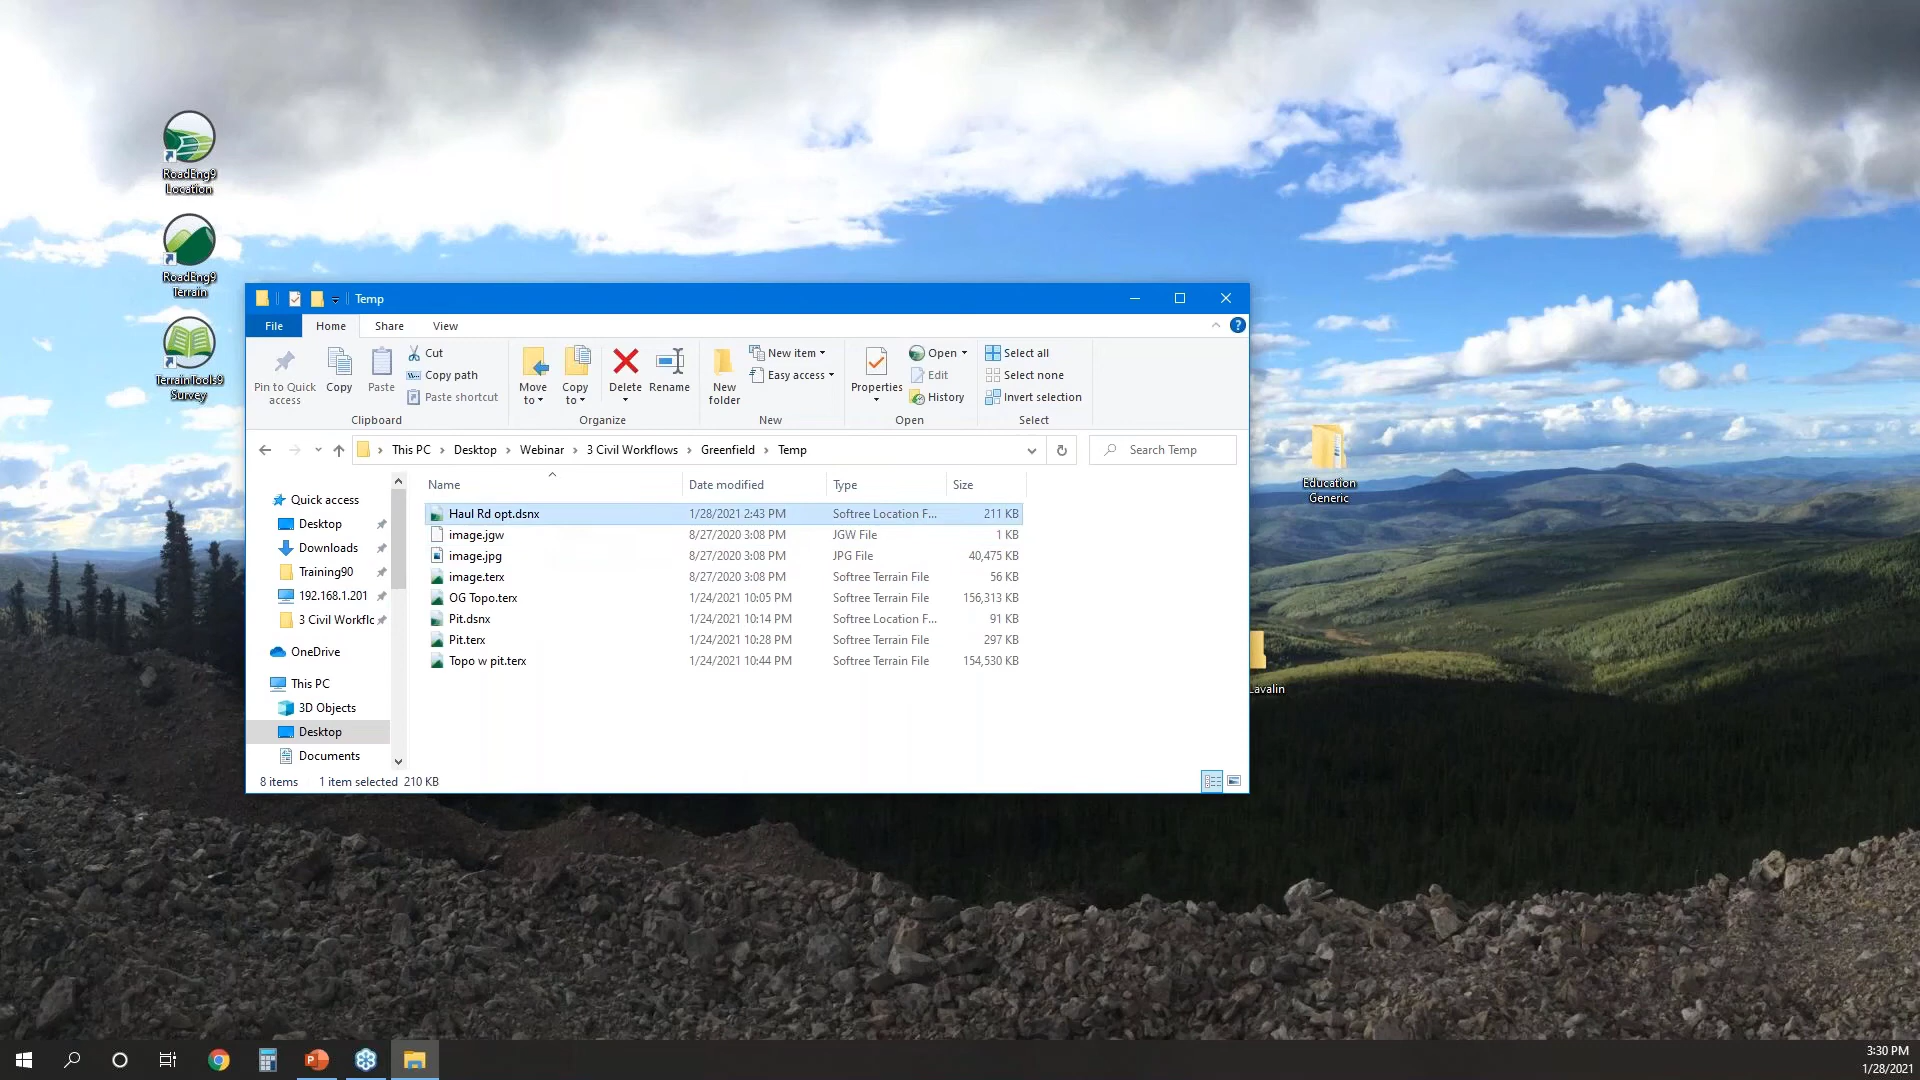 RoadEng9
Location
RoadEng9
Terrain
TerrainTools9
Survey
Temp
File
Home
Share
View
Pin to Quick
access
Copy
Paste
Cut
Copy path
Paste shortcut
Clipboard
Move
to
Copy
to
Delete
Rename
Organize
New
folder
New item
Easy access
New
Properties
Open
Edit
History
Open
Select all
Select none
Invert selection
Select
This PC > Desktop > Webinar > 3 Civil Workflows > Greenfield > Temp
Search Temp
Quick access
Desktop
Downloads
Training90
192.168.1.201
3 Civil Workflc
OneDrive
This PC
3D Objects
Desktop
Documents
Name Date modified Type Size
Haul Rd opt.dsnx 1/28/2021 2:43 PM Softree Location F... 211 KB
image.jgw 8/27/2020 3:08 PM JGW File 1 KB
image.jpg 8/27/2020 3:08 PM JPG File 40,475 KB
image.terx 8/27/2020 3:08 PM Softree Terrain File 56 KB
OG Topo.terx 1/24/2021 10:05 PM Softree Terrain File 156,313 KB
Pit.dsnx 1/24/2021 10:14 PM Softree Location F... 91 KB
Pit.terx 1/24/2021 10:28 PM Softree Terrain File 297 KB
Topo w pit.terx 1/24/2021 10:44 PM Softree Terrain File 154,530 KB
8 items 1 item selected 210 KB
Education
Generic
Lavalin
3:30 PM
1/28/2021